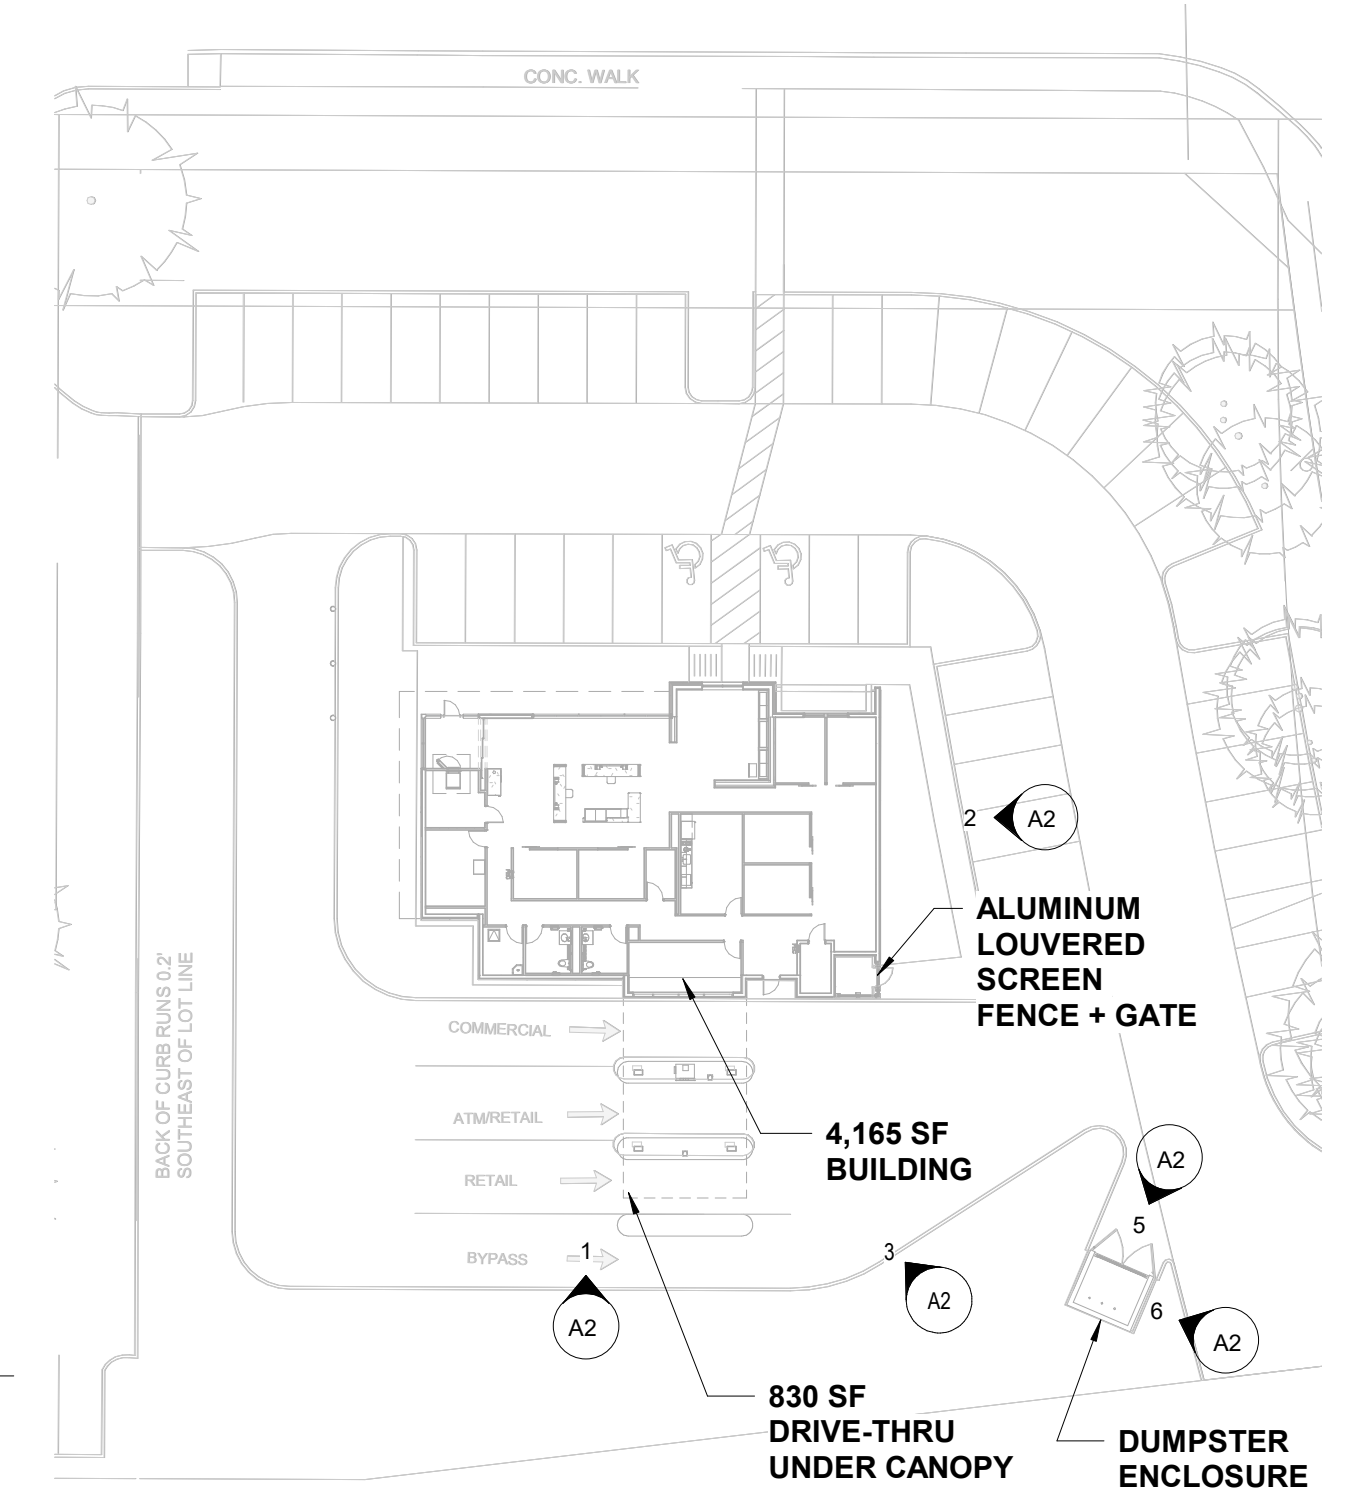 CONC. WALK
2
A2
ALUMINUM
LOUVERED
SCREEN
FENCE + GATE
BACK OF CURB RUNS 0.2'
SOUTHEAST OF LOT LINE
COMMERCIAL
ATM/RETAIL
RETAIL
BYPASS
4,165 SF
BUILDING
A2
5
1
A2
3
A2
6
A2
830 SF
DRIVE-THRU
UNDER CANOPY
DUMPSTER
ENCLOSURE